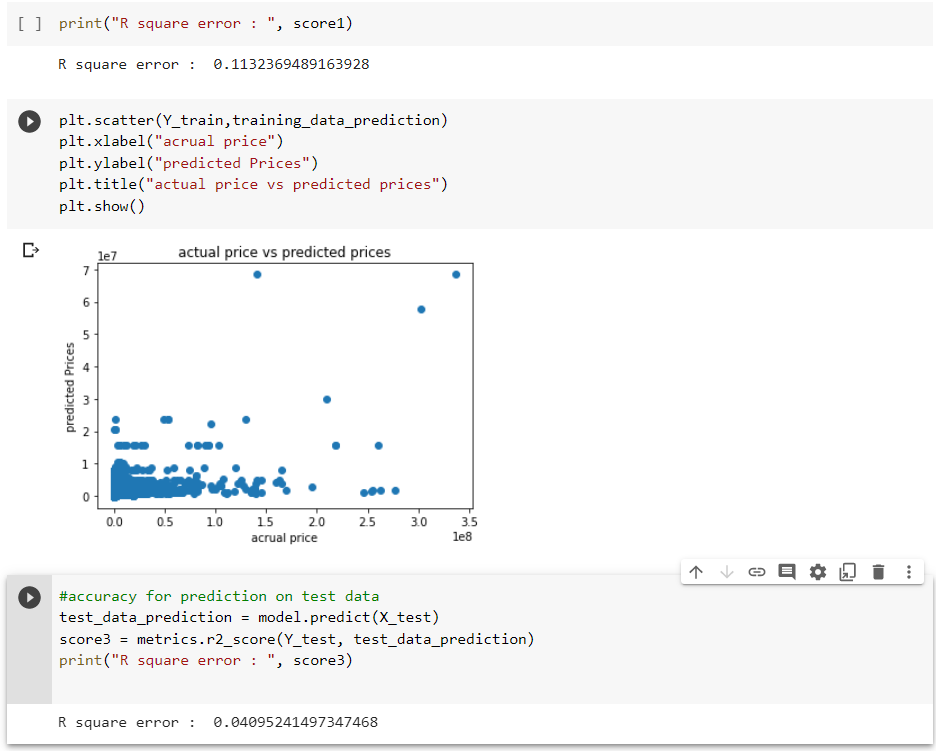 [ ] print("R square error : ", score1)
R square error :  0.1132369489163928
plt.scatter(Y_train,training_data_prediction)
plt.xlabel("acrual price")
plt.ylabel("predicted Prices")
plt.title("actual price vs predicted prices")
plt.show()
actual price vs predicted prices
1e7
7
6
5
4
3
2
1
0
predicted Prices
0.0 0.5 1.0 1.5 2.0 2.5 3.0 3.5
1e8
acrual price
#accuracy for prediction on test data
test_data_prediction = model.predict(X_test)
score3 = metrics.r2_score(Y_test, test_data_prediction)
print("R square error : ", score3)
R square error :  0.04095241497347468